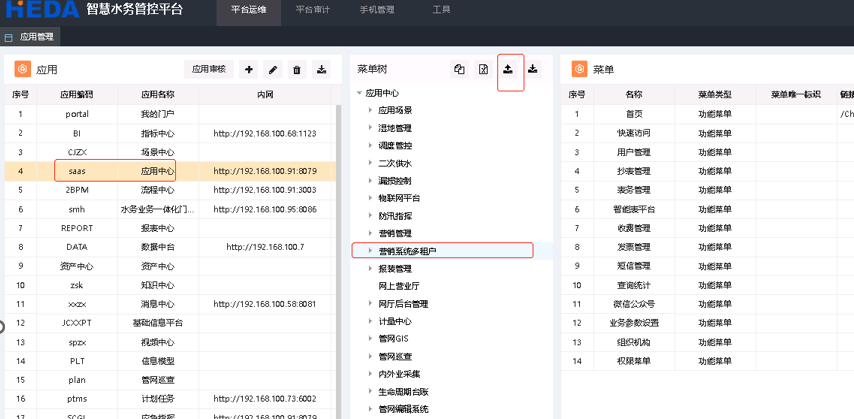 HEDA 智慧水务管控平台 平台运维 平台审计 手机管理 工具
应用管理
应用 应用审核
序号 应用编码 应用名称 内网
1 portal 我的门户
2 BI 指标中心 http://192.168.100.68:1123
3 CJZX 场景中心
4 saas 应用中心 http://192.168.100.91:8079
5 2BPM 流程中心 http://192.168.100.91:3003
6 smh 水务业务一体化门... http://192.168.100.95:8086
7 REPORT 报表中心
8 DATA 数据中台 http://192.168.100.7
9 资产中心 资产中心
10 zsk 知识中心
11 xxzx 消息中心 http://192.168.100.58:8081
12 JCXXPT 基础信息平台
13 spzx 视频中心
14 PLT 信息模型
15 plan 管网巡查
16 ptms 计划任务 http://192.168.100.73:6002
17 SCGL 应急指挥 http://192.168.100.91:8079
菜单树
应用中心
应用场景
湿地管理
调度管控
二次供水
漏损控制
物联网平台
防汛指挥
营销管理
营销系统多租户
报装管理
网上营业厅
网厅后台管理
计量中心
管网GIS
管网巡查
内外业采集
生命周期台账
管网编辑系统
菜单
序号 名称 菜单类型 菜单唯一标识 链接
1 首页 功能菜单 /Ch
2 快速访问 功能菜单
3 用户管理 功能菜单
4 抄表管理 功能菜单
5 表务管理 功能菜单
6 智能表平台 功能菜单
7 收费管理 功能菜单
8 发票管理 功能菜单
9 短信管理 功能菜单
10 查询统计 功能菜单
11 微信公众号 功能菜单
12 业务参数设置 功能菜单
13 组织机构 功能菜单
14 权限菜单 功能菜单